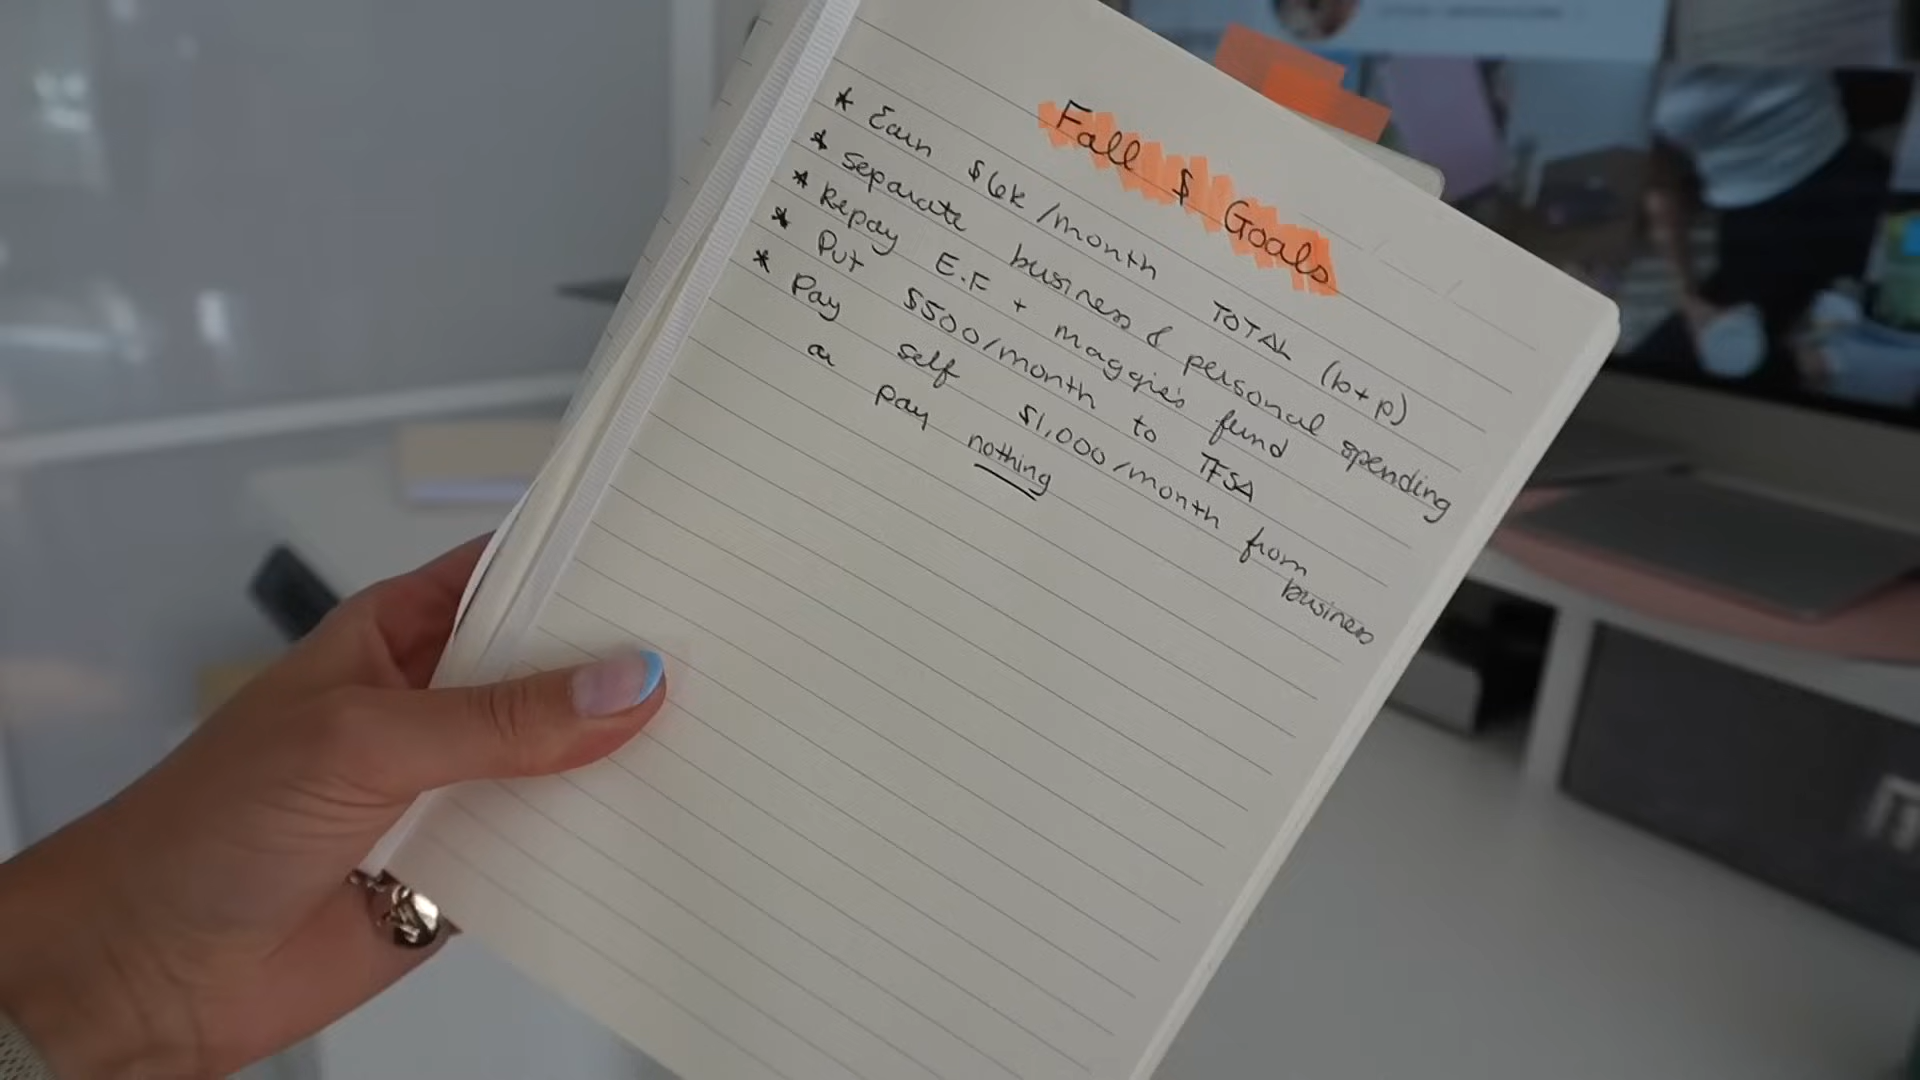 Fall $ Goals
* Earn $6k/month TOTAL (b+p)
* separate business & personal spending
* Repay E.F + maggie's fund
* Put $500/month to TFSA
* Pay self $1,000/month from business
or pay nothing